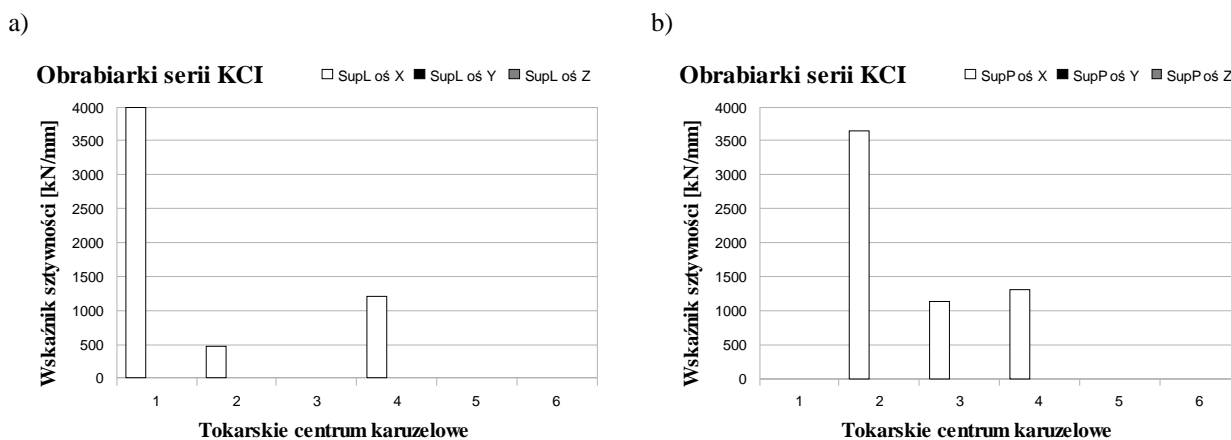 a)
Obrabiarki serii KCI
SupL oś X SupL oś Y SupL oś Z
4000
3500
3000
2500
2000
1500
1000
500
0
Wskaźnik sztywności [kN/mm]
1 2 3 4 5 6
Tokarskie centrum karuzelowe
b)
Obrabiarki serii KCI
SupP oś X SupP oś Y SupP oś Z
4000
3500
3000
2500
2000
1500
1000
500
0
Wskaźnik sztywności [kN/mm]
1 2 3 4 5 6
Tokarskie centrum karuzelowe